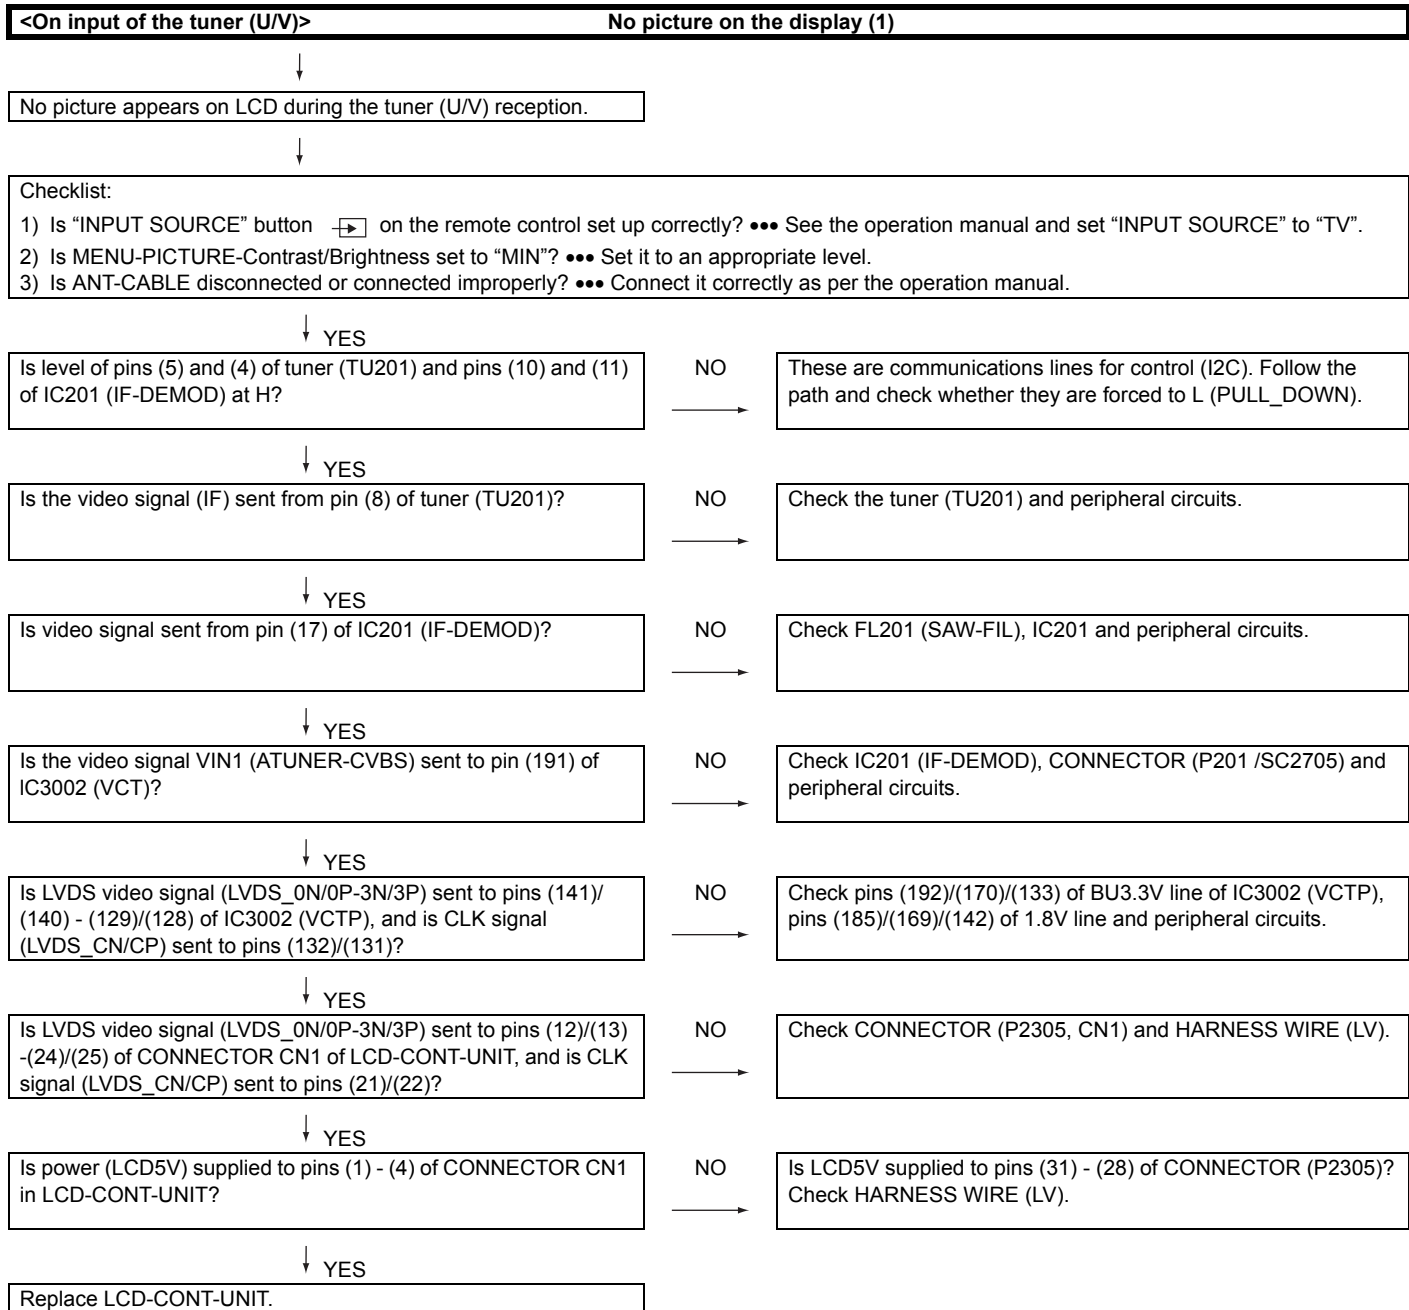 <On input of the tuner (U/V)> No picture on the display (1)
No picture appears on LCD during the tuner (U/V) reception.
Checklist:
1) Is “INPUT SOURCE” button on the remote control set up correctly? ••• See the operation manual and set “INPUT SOURCE” to “TV”.
2) Is MENU-PICTURE-Contrast/Brightness set to “MIN”? ••• Set it to an appropriate level.
3) Is ANT-CABLE disconnected or connected improperly? ••• Connect it correctly as per the operation manual.
YES
Is level of pins (5) and (4) of tuner (TU201) and pins (10) and (11)
of IC201 (IF-DEMOD) at H?
NO
These are communications lines for control (I2C). Follow the
path and check whether they are forced to L (PULL_DOWN).
YES
Is the video signal (IF) sent from pin (8) of tuner (TU201)?
NO
Check the tuner (TU201) and peripheral circuits.
YES
Is video signal sent from pin (17) of IC201 (IF-DEMOD)?
NO
Check FL201 (SAW-FIL), IC201 and peripheral circuits.
YES
Is the video signal VIN1 (ATUNER-CVBS) sent to pin (191) of
IC3002 (VCT)?
NO
Check IC201 (IF-DEMOD), CONNECTOR (P201 /SC2705) and
peripheral circuits.
YES
Is LVDS video signal (LVDS_0N/0P-3N/3P) sent to pins (141)/
(140) - (129)/(128) of IC3002 (VCTP), and is CLK signal
(LVDS_CN/CP) sent to pins (132)/(131)?
NO
Check pins (192)/(170)/(133) of BU3.3V line of IC3002 (VCTP),
pins (185)/(169)/(142) of 1.8V line and peripheral circuits.
YES
Is LVDS video signal (LVDS_0N/0P-3N/3P) sent to pins (12)/(13)
-(24)/(25) of CONNECTOR CN1 of LCD-CONT-UNIT, and is CLK
signal (LVDS_CN/CP) sent to pins (21)/(22)?
NO
Check CONNECTOR (P2305, CN1) and HARNESS WIRE (LV).
YES
Is power (LCD5V) supplied to pins (1) - (4) of CONNECTOR CN1
in LCD-CONT-UNIT?
NO
Is LCD5V supplied to pins (31) - (28) of CONNECTOR (P2305)?
Check HARNESS WIRE (LV).
YES
Replace LCD-CONT-UNIT.